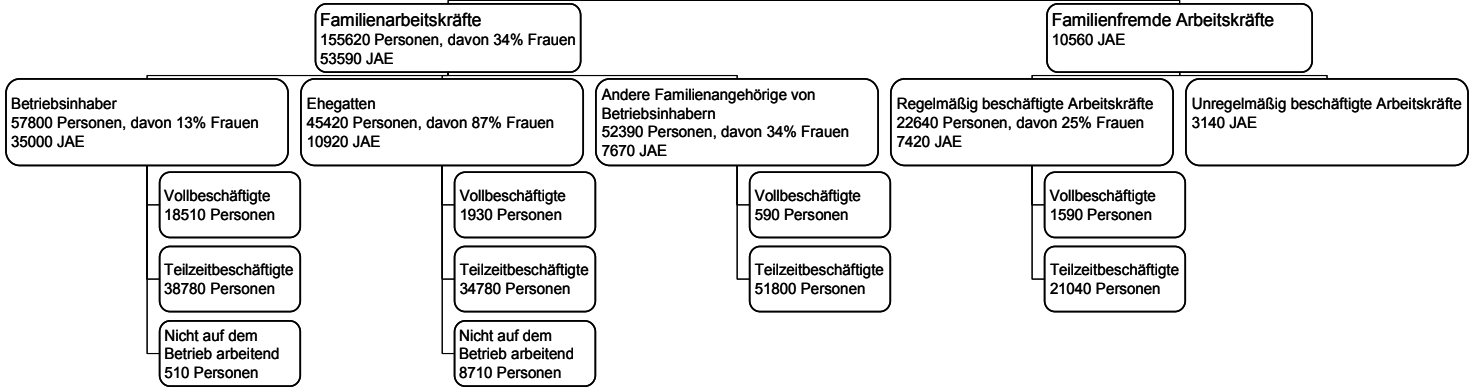 Familienarbeitskräfte
155620 Personen, davon 34% Frauen
53590 JAE
Familienfremde Arbeitskräfte
10560 JAE
Betriebsinhaber
57800 Personen, davon 13% Frauen
35000 JAE
Ehegatten
45420 Personen, davon 87% Frauen
10920 JAE
Andere Familienangehörige von
Betriebsinhabern
52390 Personen, davon 34% Frauen
7670 JAE
Regelmäßig beschäftigte Arbeitskräfte
22640 Personen, davon 25% Frauen
7420 JAE
Unregelmäßig beschäftigte Arbeitskräfte
3140 JAE
Vollbeschäftigte
18510 Personen
Teilzeitbeschäftigte
38780 Personen
Nicht auf dem
Betrieb arbeitend
510 Personen
Vollbeschäftigte
1930 Personen
Teilzeitbeschäftigte
34780 Personen
Nicht auf dem
Betrieb arbeitend
8710 Personen
Vollbeschäftigte
590 Personen
Teilzeitbeschäftigte
51800 Personen
Vollbeschäftigte
1590 Personen
Teilzeitbeschäftigte
21040 Personen